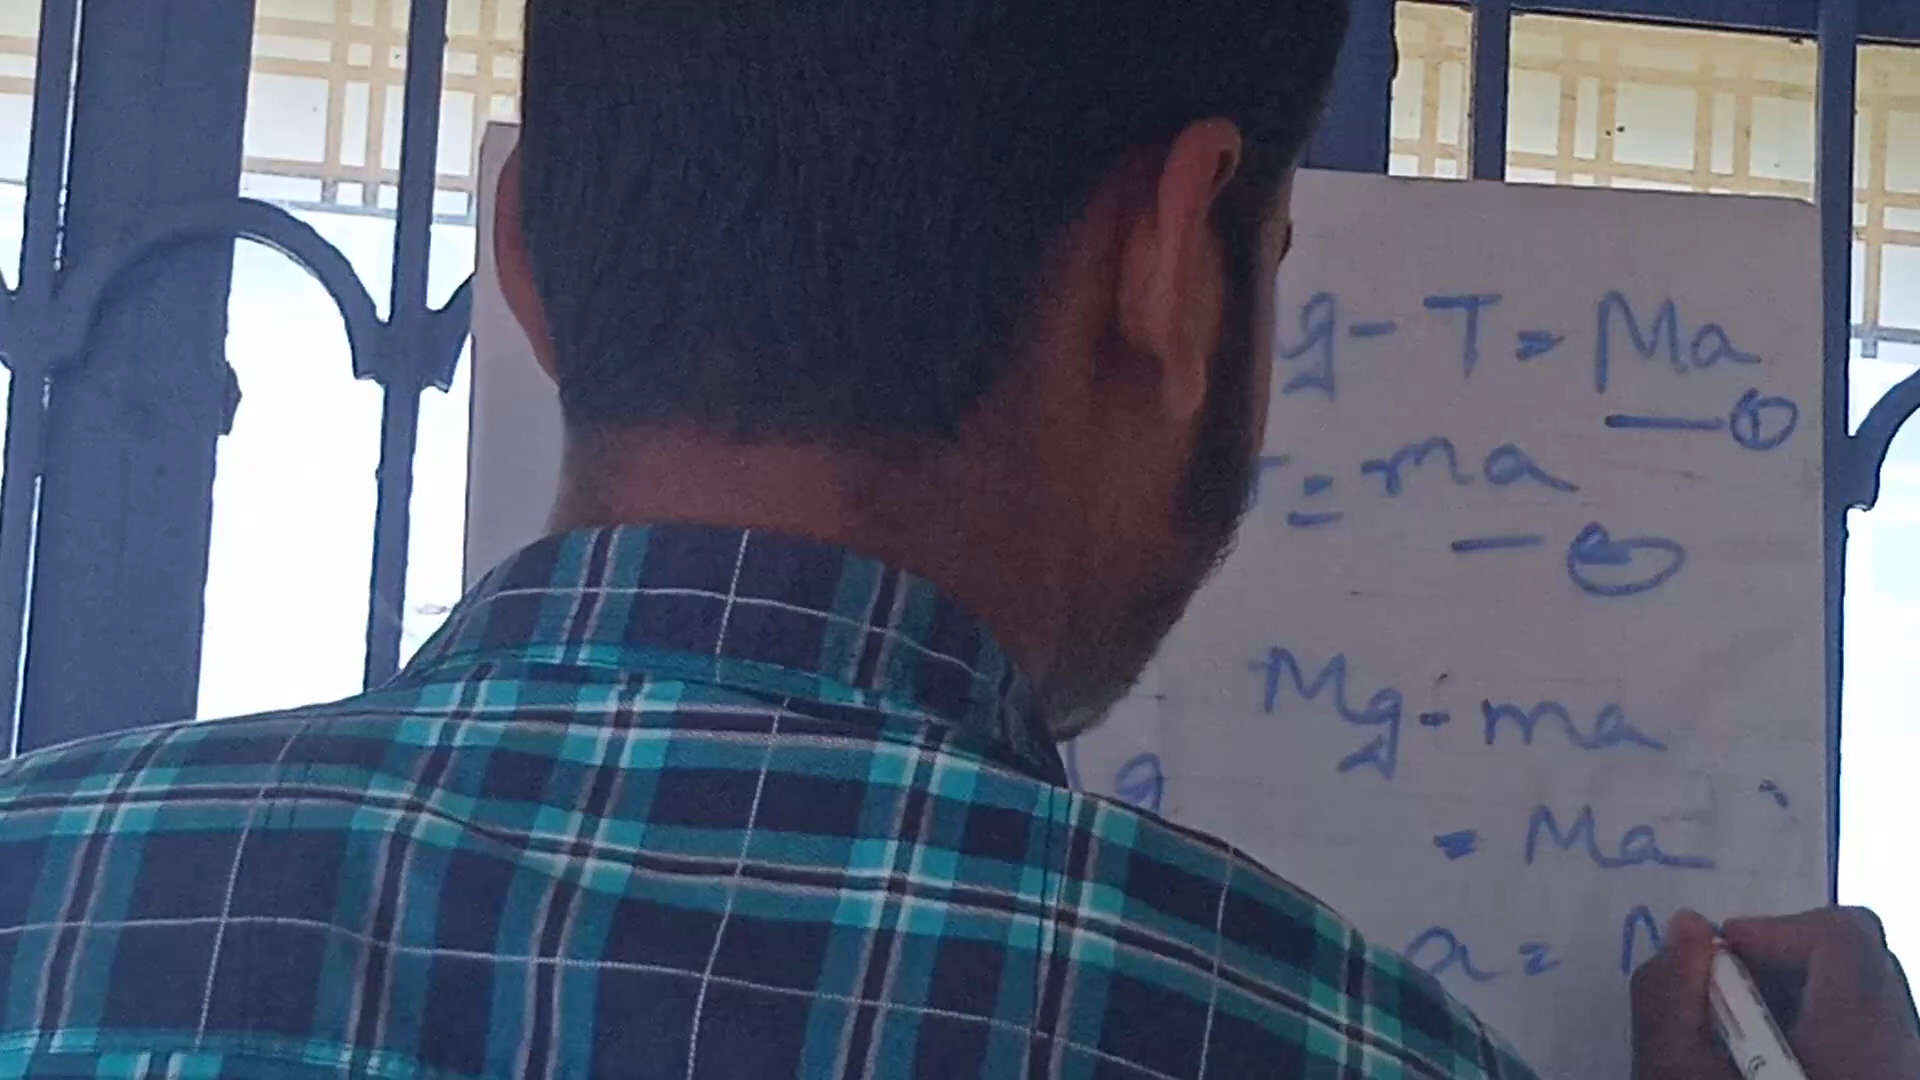 g - T = Ma
— ①
= ma
— ②
Mg - ma
g
= Ma
a =